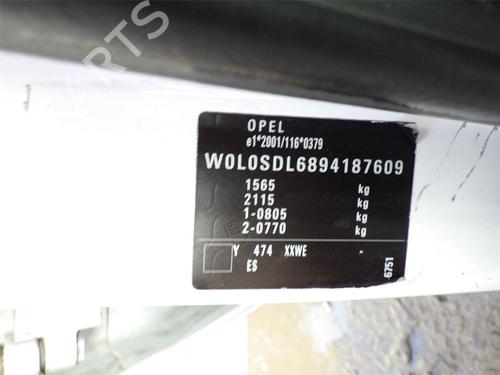 PARTS
OPEL
e1*2001/116*0379
W0L0SDL6894187609
1565 kg
2115 kg
1-0805 kg
2-0770 kg
Y 474 XXWE -
ES
6751